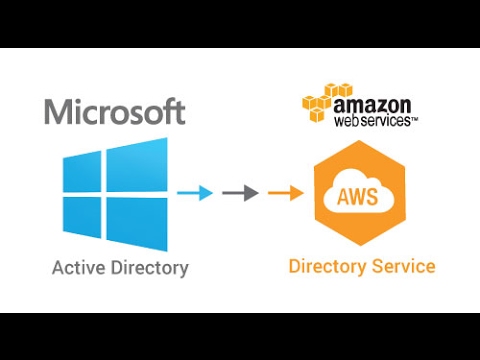 Microsoft
Active Directory
amazon
web services™
AWS
Directory Service